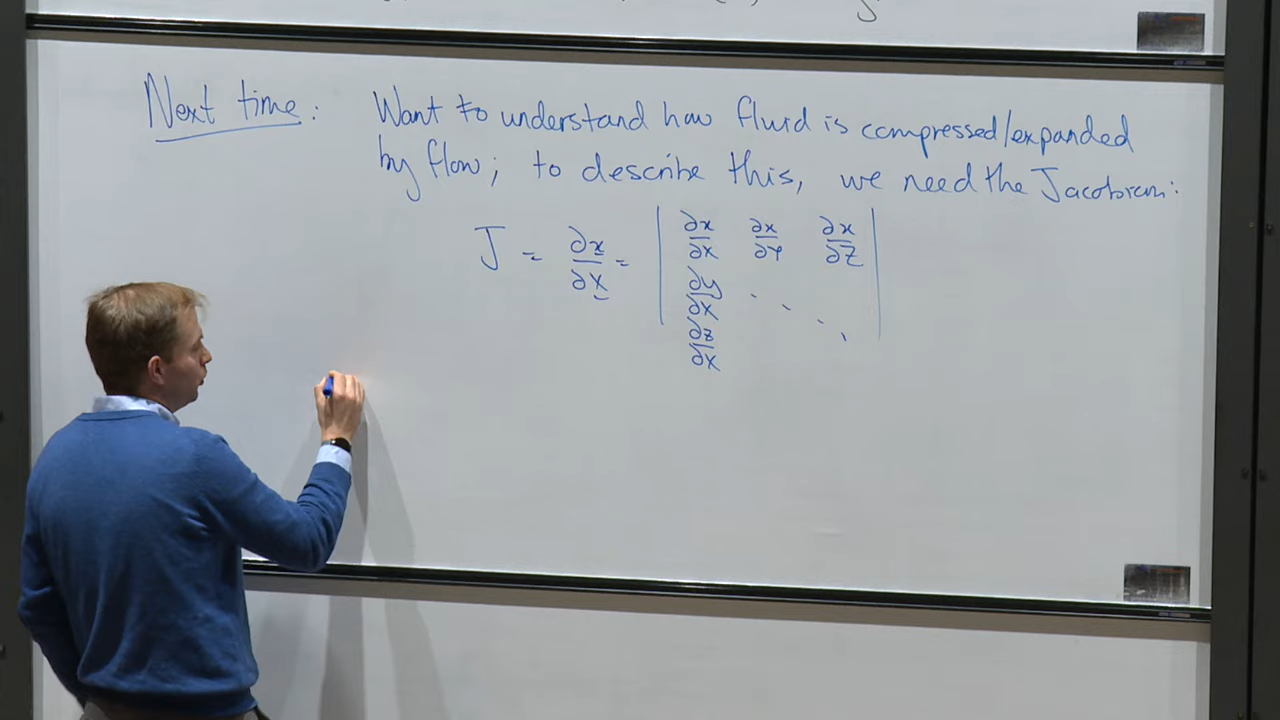 Next time: Want to understand how fluid is compressed/expanded
by flow; to describe this, we need the Jacobian:
J = ∂x̲/∂X̲ = | ∂x/∂X ∂x/∂Y ∂x/∂Z |
∂y/∂X ⋱
∂z/∂X